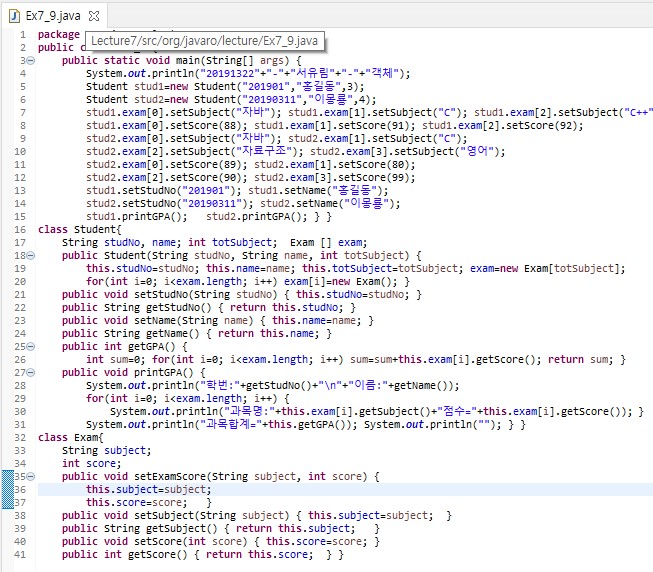 Ex7_9.java
Lecture7/src/org/javaro/lecture/Ex7_9.java
1 package
2 public c
3 public static void main(String[] args) {
4 System.out.println("20191322"+"-"+"서유림"+"-"+"객체");
5 Student stud1=new Student("201901","홍길동",3);
6 Student stud2=new Student("20190311","이몽룡",4);
7 stud1.exam[0].setSubject("자바"); stud1.exam[1].setSubject("C"); stud1.exam[2].setSubject("C++"
8 stud1.exam[0].setScore(88); stud1.exam[1].setScore(91); stud1.exam[2].setScore(92);
9 stud2.exam[0].setSubject("자바"); stud2.exam[1].setSubject("C");
10 stud2.exam[2].setSubject("자료구조"); stud2.exam[3].setSubject("영어");
11 stud2.exam[0].setScore(89); stud2.exam[1].setScore(80);
12 stud2.exam[2].setScore(90); stud2.exam[3].setScore(99);
13 stud1.setStudNo("201901"); stud1.setName("홍길동");
14 stud2.setStudNo("20190311"); stud2.setName("이몽룡");
15 stud1.printGPA(); stud2.printGPA(); } }
16 class Student{
17 String studNo, name; int totSubject; Exam [] exam;
18 public Student(String studNo, String name, int totSubject) {
19 this.studNo=studNo; this.name=name; this.totSubject=totSubject; exam=new Exam[totSubject];
20 for(int i=0; i<exam.length; i++) exam[i]=new Exam(); }
21 public void setStudNo(String studNo) { this.studNo=studNo; }
22 public String getStudNo() { return this.studNo; }
23 public void setName(String name) { this.name=name; }
24 public String getName() { return this.name; }
25 public int getGPA() {
26 int sum=0; for(int i=0; i<exam.length; i++) sum=sum+this.exam[i].getScore(); return sum; }
27 public void printGPA() {
28 System.out.println("학번:"+getStudNo()+"\n"+"이름:"+getName());
29 for(int i=0; i<exam.length; i++) {
30 System.out.println("과목명:"+this.exam[i].getSubject()+"점수="+this.exam[i].getScore()); }
31 System.out.println("과목합계="+this.getGPA()); System.out.println(""); } }
32 class Exam{
33 String subject;
34 int score;
35 public void setExamScore(String subject, int score) {
36 this.subject=subject;
37 this.score=score; }
38 public void setSubject(String subject) { this.subject=subject; }
39 public String getSubject() { return this.subject; }
40 public void setScore(int score) { this.score=score; }
41 public int getScore() { return this.score; } }